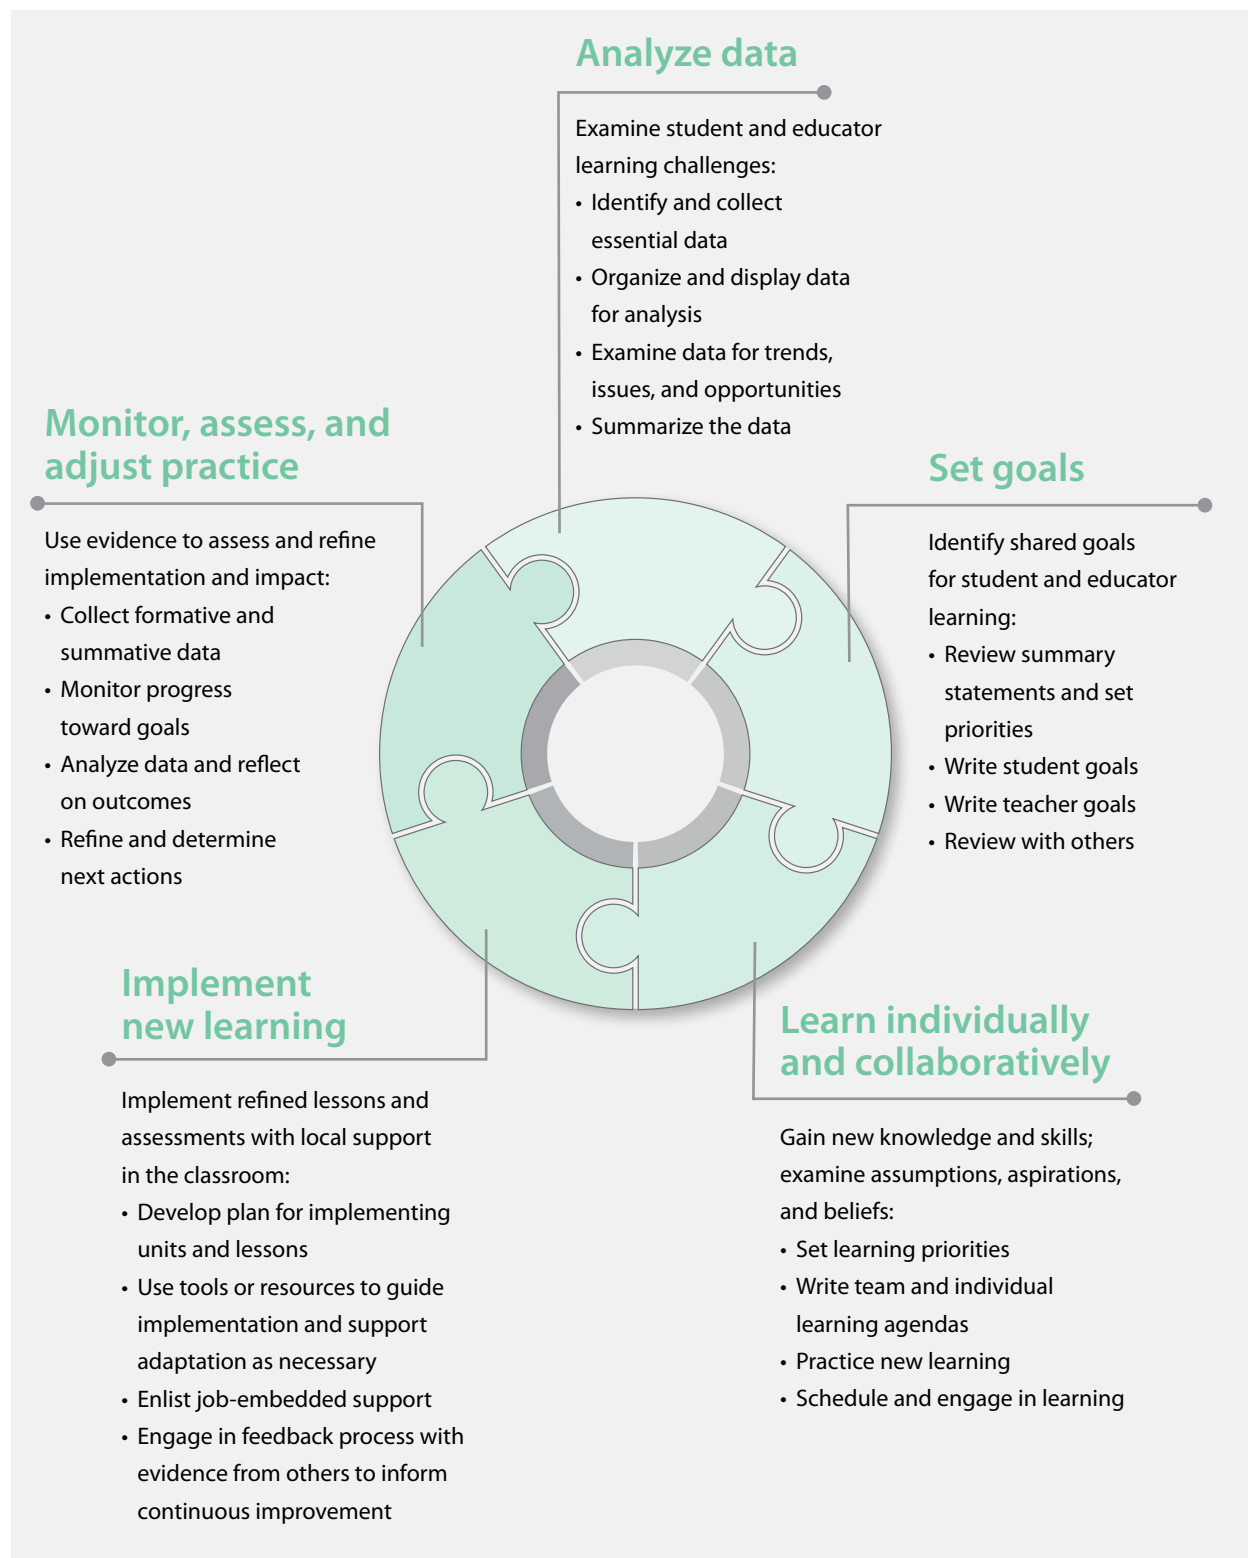 Analyze data
Examine student and educator
learning challenges:
• Identify and collect
essential data
• Organize and display data
for analysis
• Examine data for trends,
issues, and opportunities
• Summarize the data
Set goals
Identify shared goals
for student and educator
learning:
• Review summary
statements and set
priorities
• Write student goals
• Write teacher goals
• Review with others
Learn individually
and collaboratively
Gain new knowledge and skills;
examine assumptions, aspirations,
and beliefs:
• Set learning priorities
• Write team and individual
learning agendas
• Practice new learning
• Schedule and engage in learning
Implement
new learning
Implement refined lessons and
assessments with local support
in the classroom:
• Develop plan for implementing
units and lessons
• Use tools or resources to guide
implementation and support
adaptation as necessary
• Enlist job-embedded support
• Engage in feedback process with
evidence from others to inform
continuous improvement
Monitor, assess, and
adjust practice
Use evidence to assess and refine
implementation and impact:
• Collect formative and
summative data
• Monitor progress
toward goals
• Analyze data and reflect
on outcomes
• Refine and determine
next actions